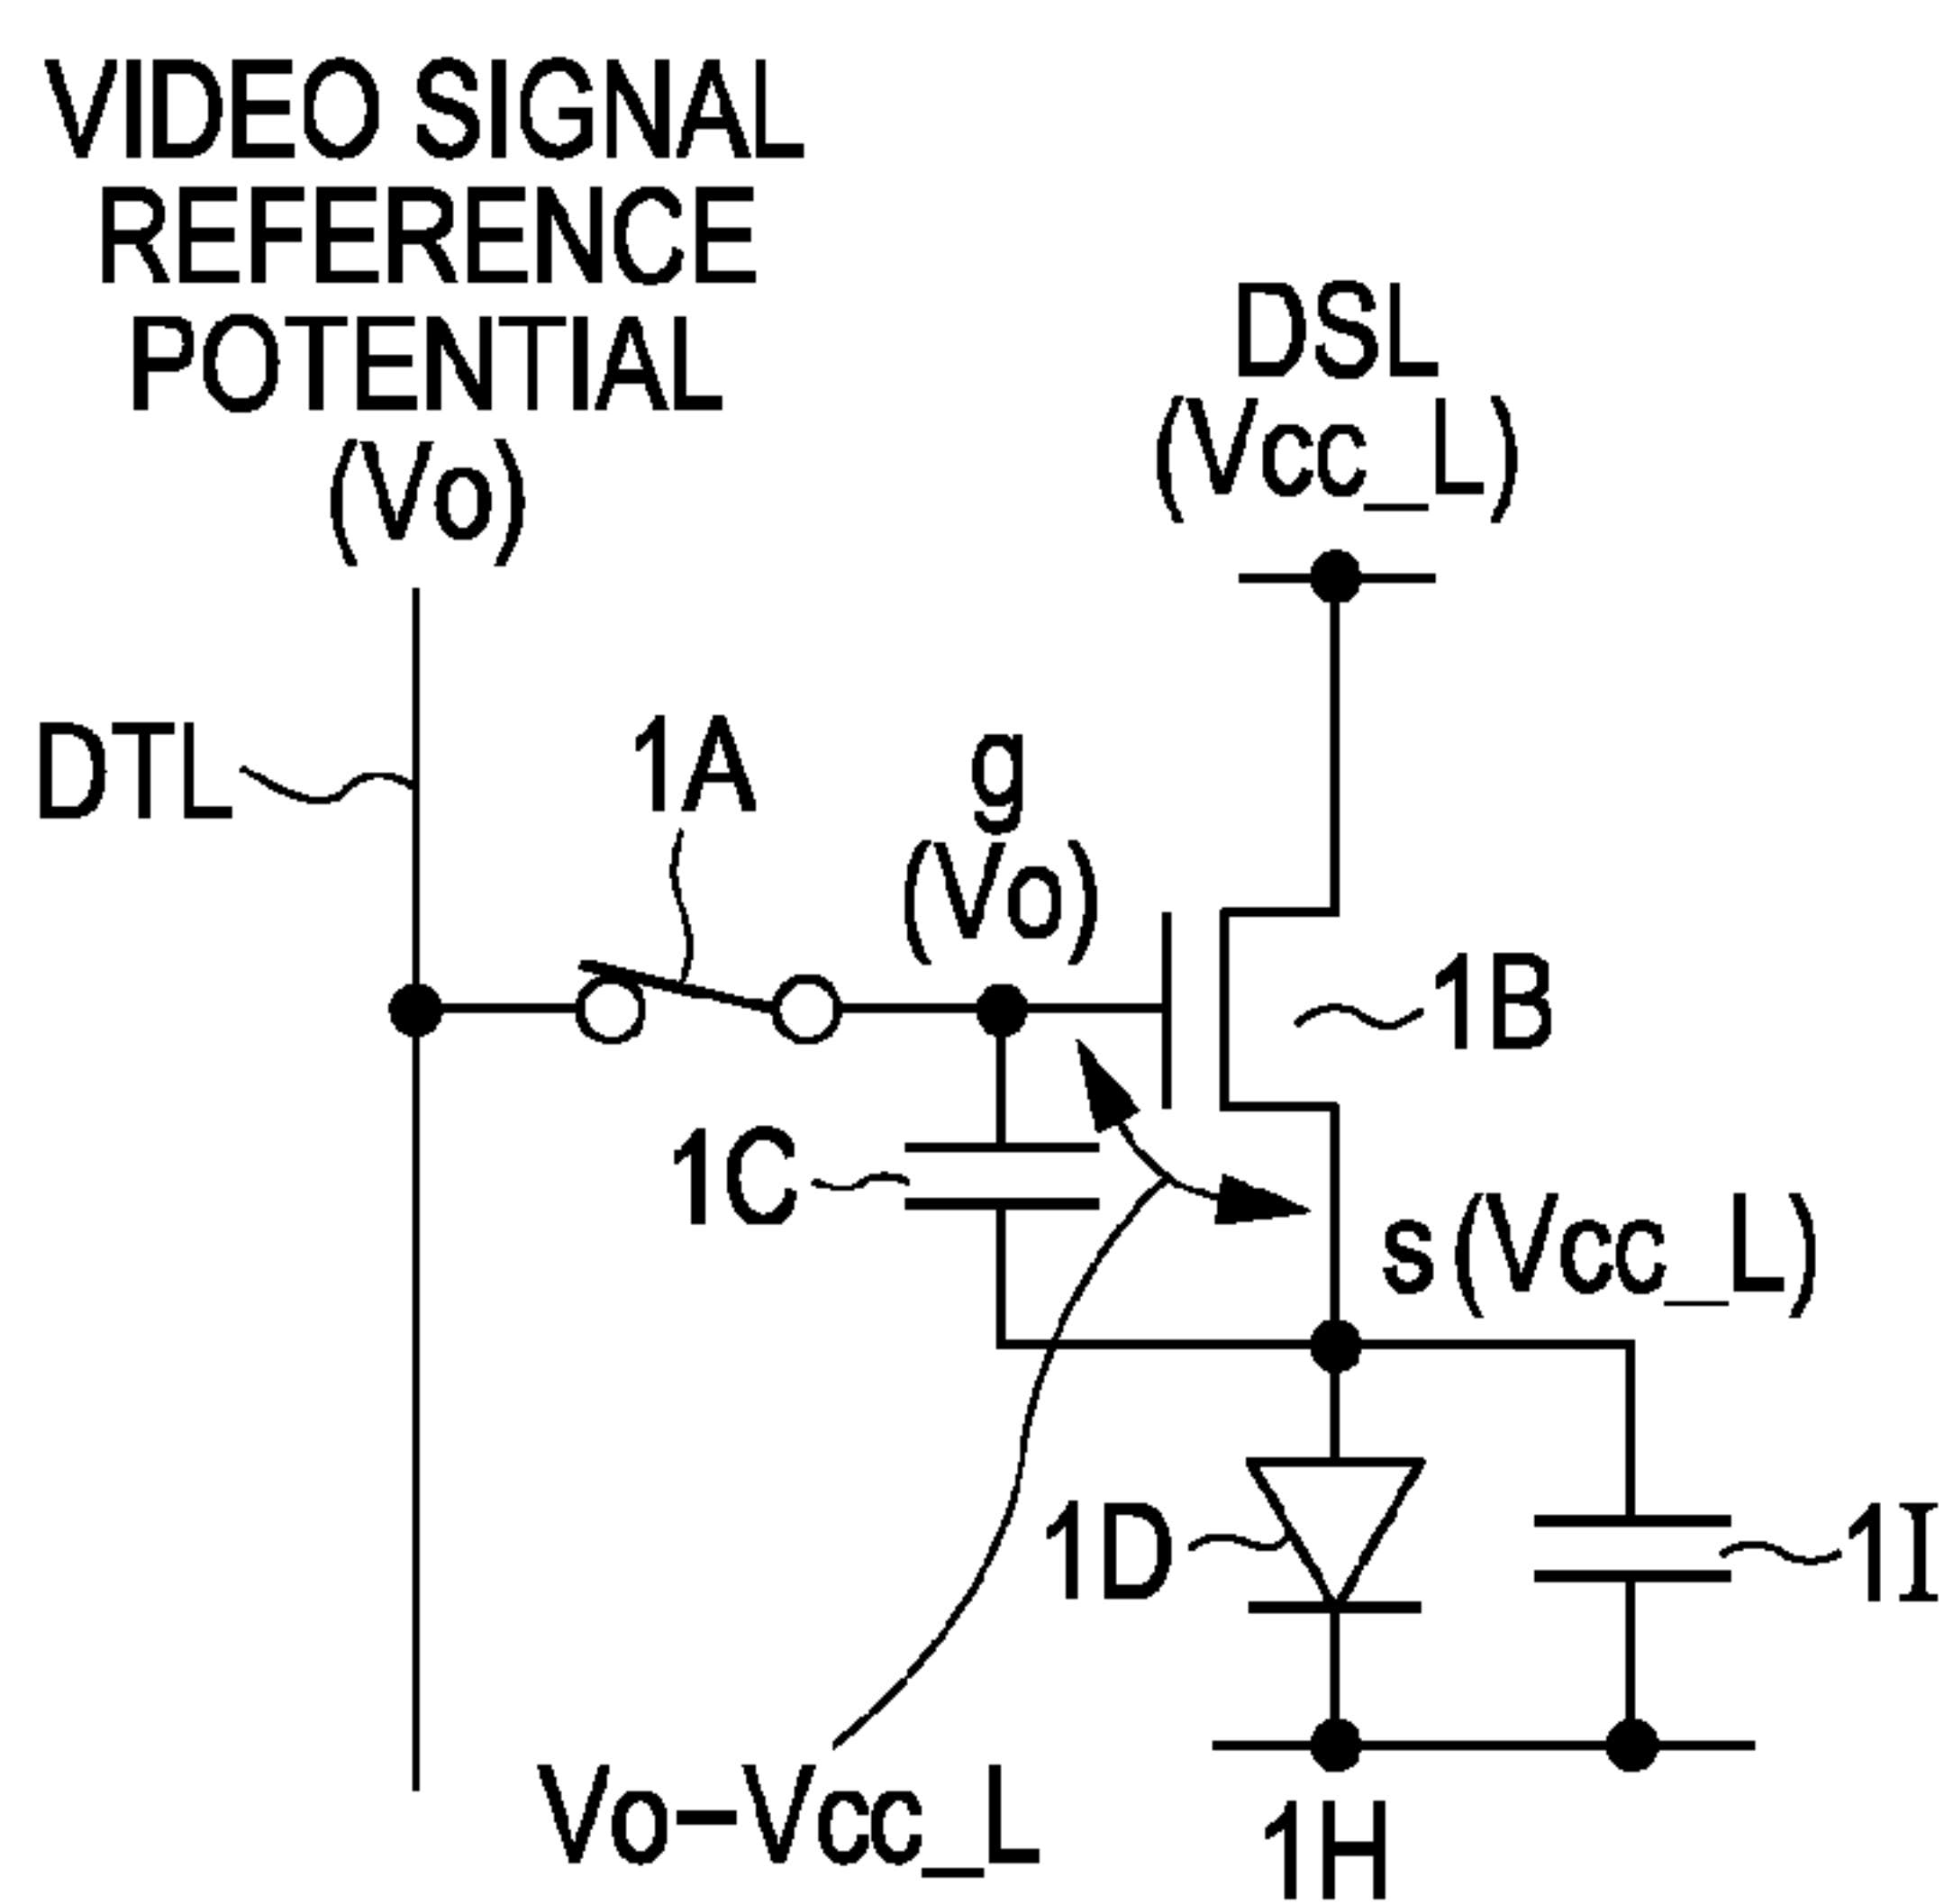 VIDEO SIGNAL
REFERENCE
POTENTIAL
(Vo)
DSL
(Vcc_L)
DTL
1A
g
(Vo)
1B
1C
s(Vcc_L)
1D
1I
Vo−Vcc_L
1H